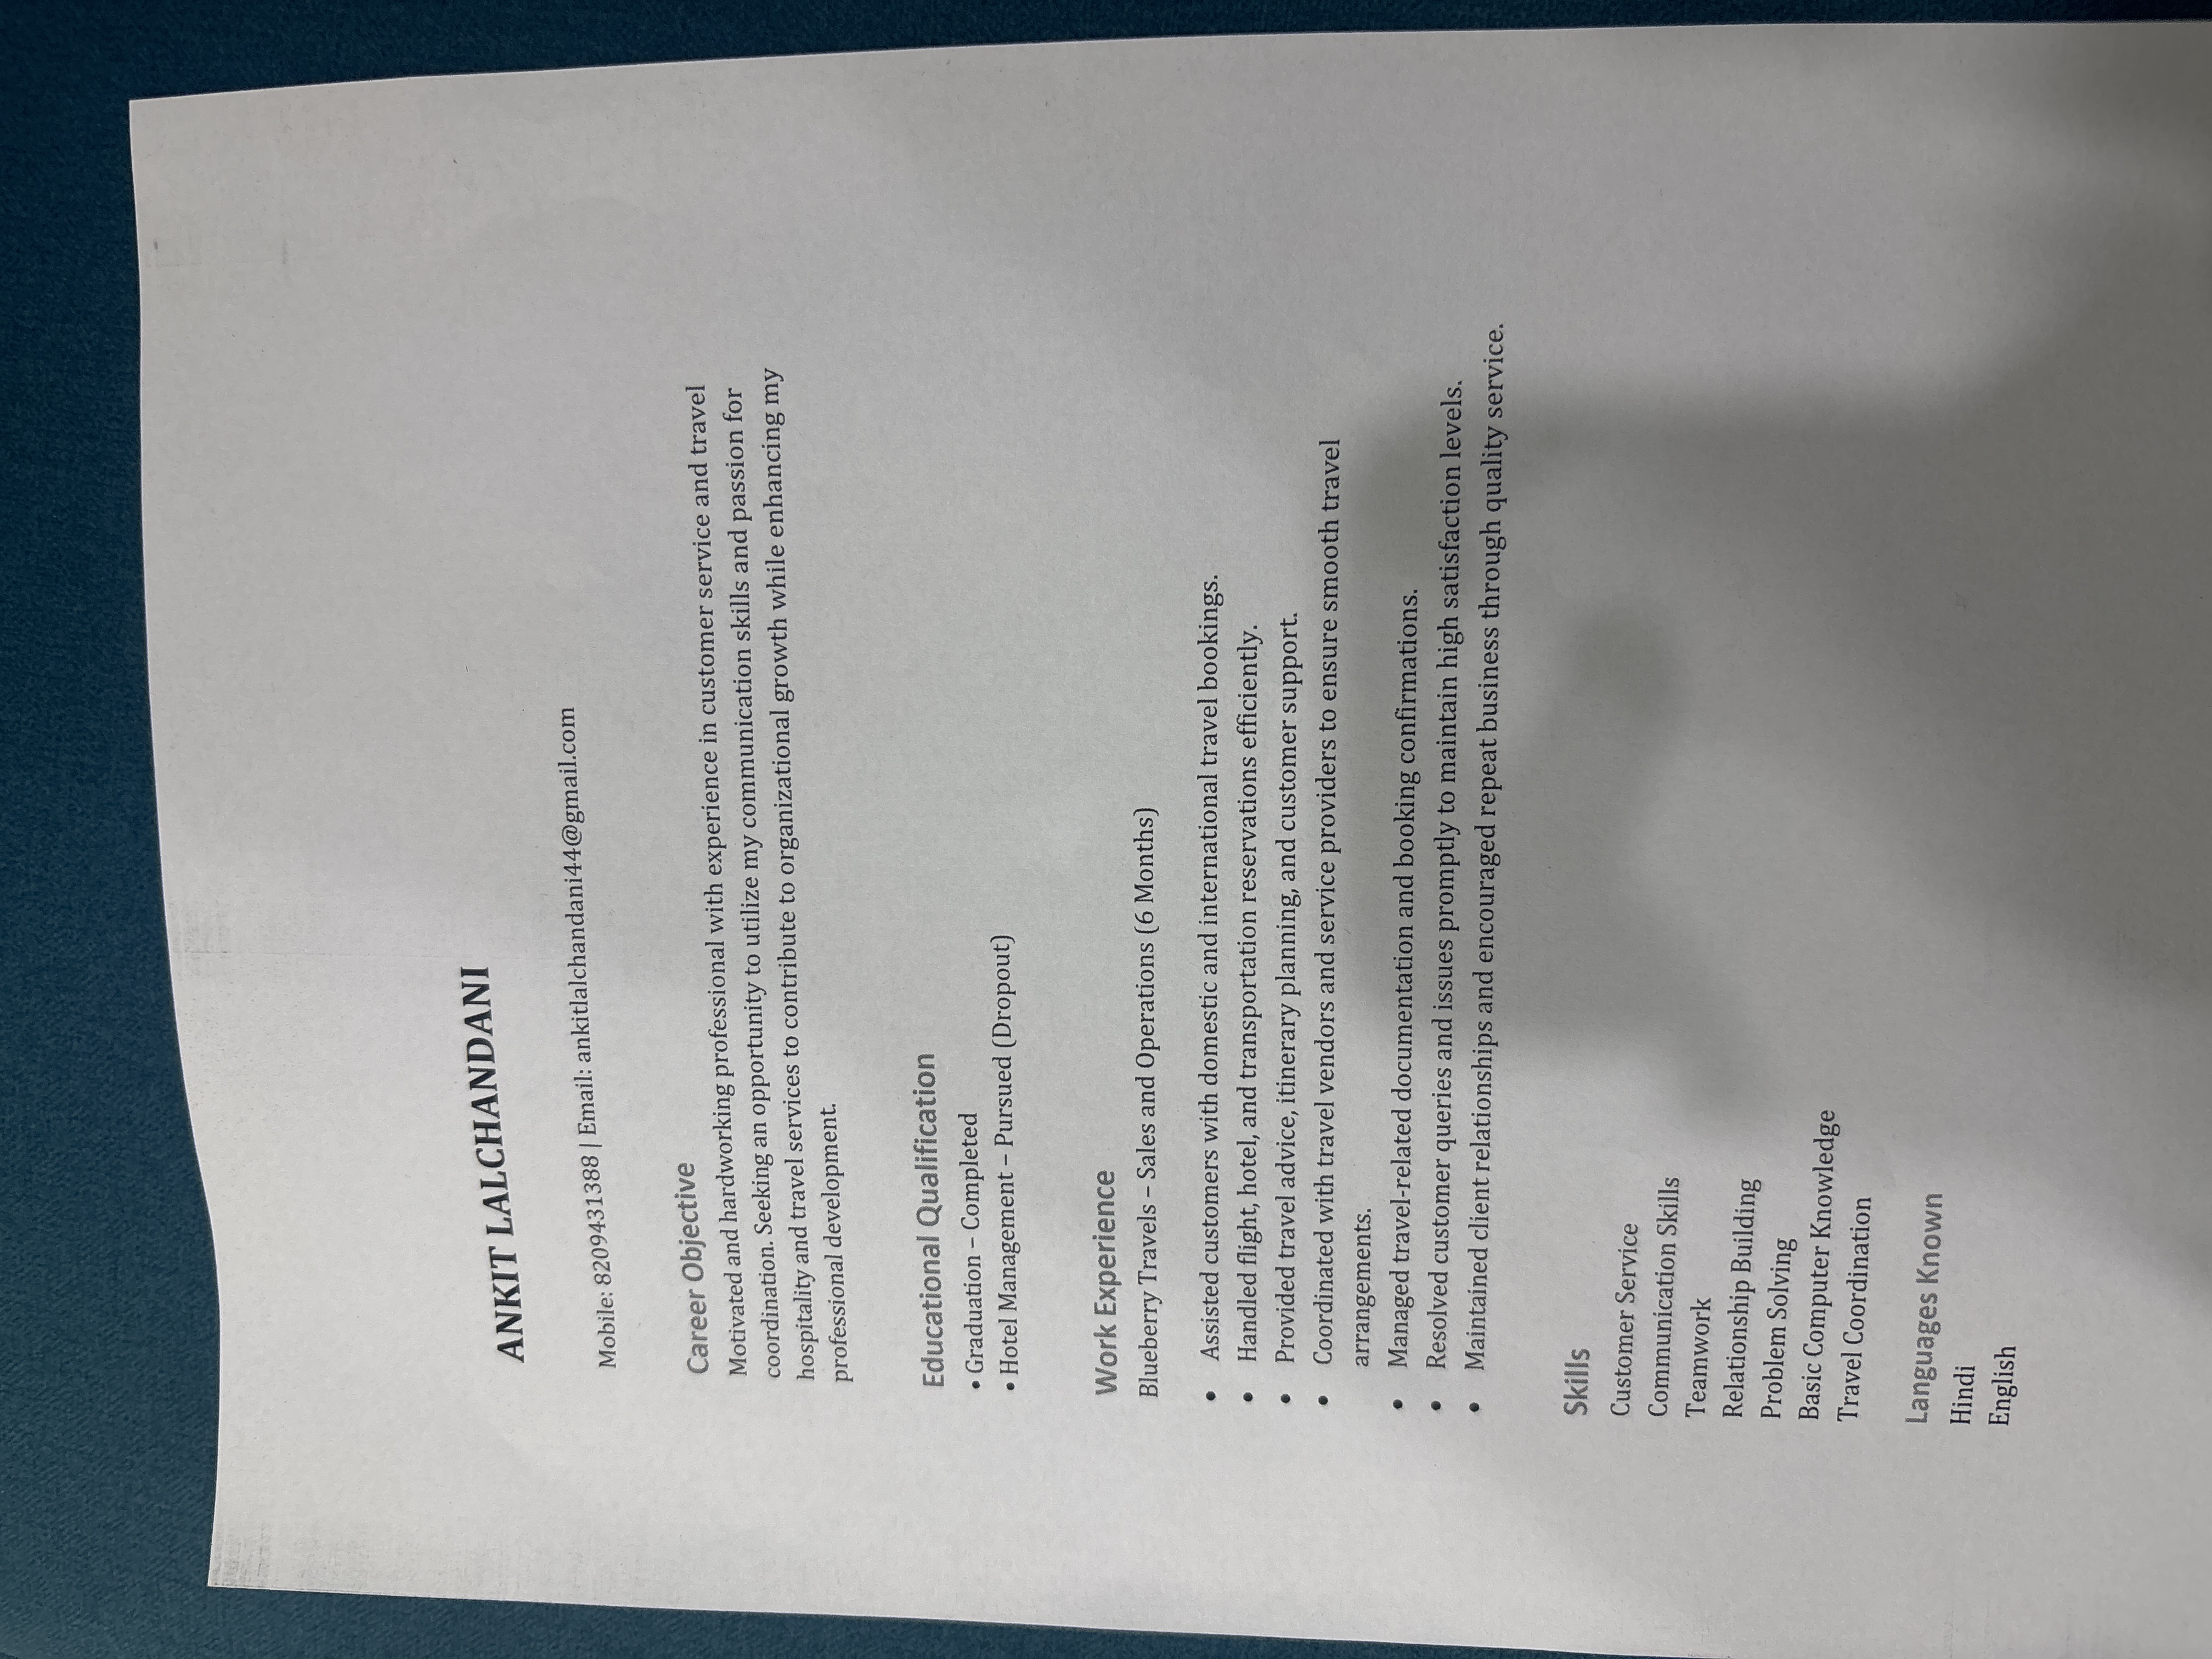 ANKIT LALCHANDANI
Mobile: 8209431388 | Email: ankitlalchandani44@gmail.com
Career Objective
Motivated and hardworking professional with experience in customer service and travel
coordination. Seeking an opportunity to utilize my communication skills and passion for
hospitality and travel services to contribute to organizational growth while enhancing my
professional development.
Educational Qualification
• Graduation – Completed
• Hotel Management – Pursued (Dropout)
Work Experience
Blueberry Travels – Sales and Operations (6 Months)
• Assisted customers with domestic and international travel bookings.
• Handled flight, hotel, and transportation reservations efficiently.
• Provided travel advice, itinerary planning, and customer support.
• Coordinated with travel vendors and service providers to ensure smooth travel
arrangements.
• Managed travel-related documentation and booking confirmations.
• Resolved customer queries and issues promptly to maintain high satisfaction levels.
• Maintained client relationships and encouraged repeat business through quality service.
Skills
Customer Service
Communication Skills
Teamwork
Relationship Building
Problem Solving
Basic Computer Knowledge
Travel Coordination
Languages Known
Hindi
English